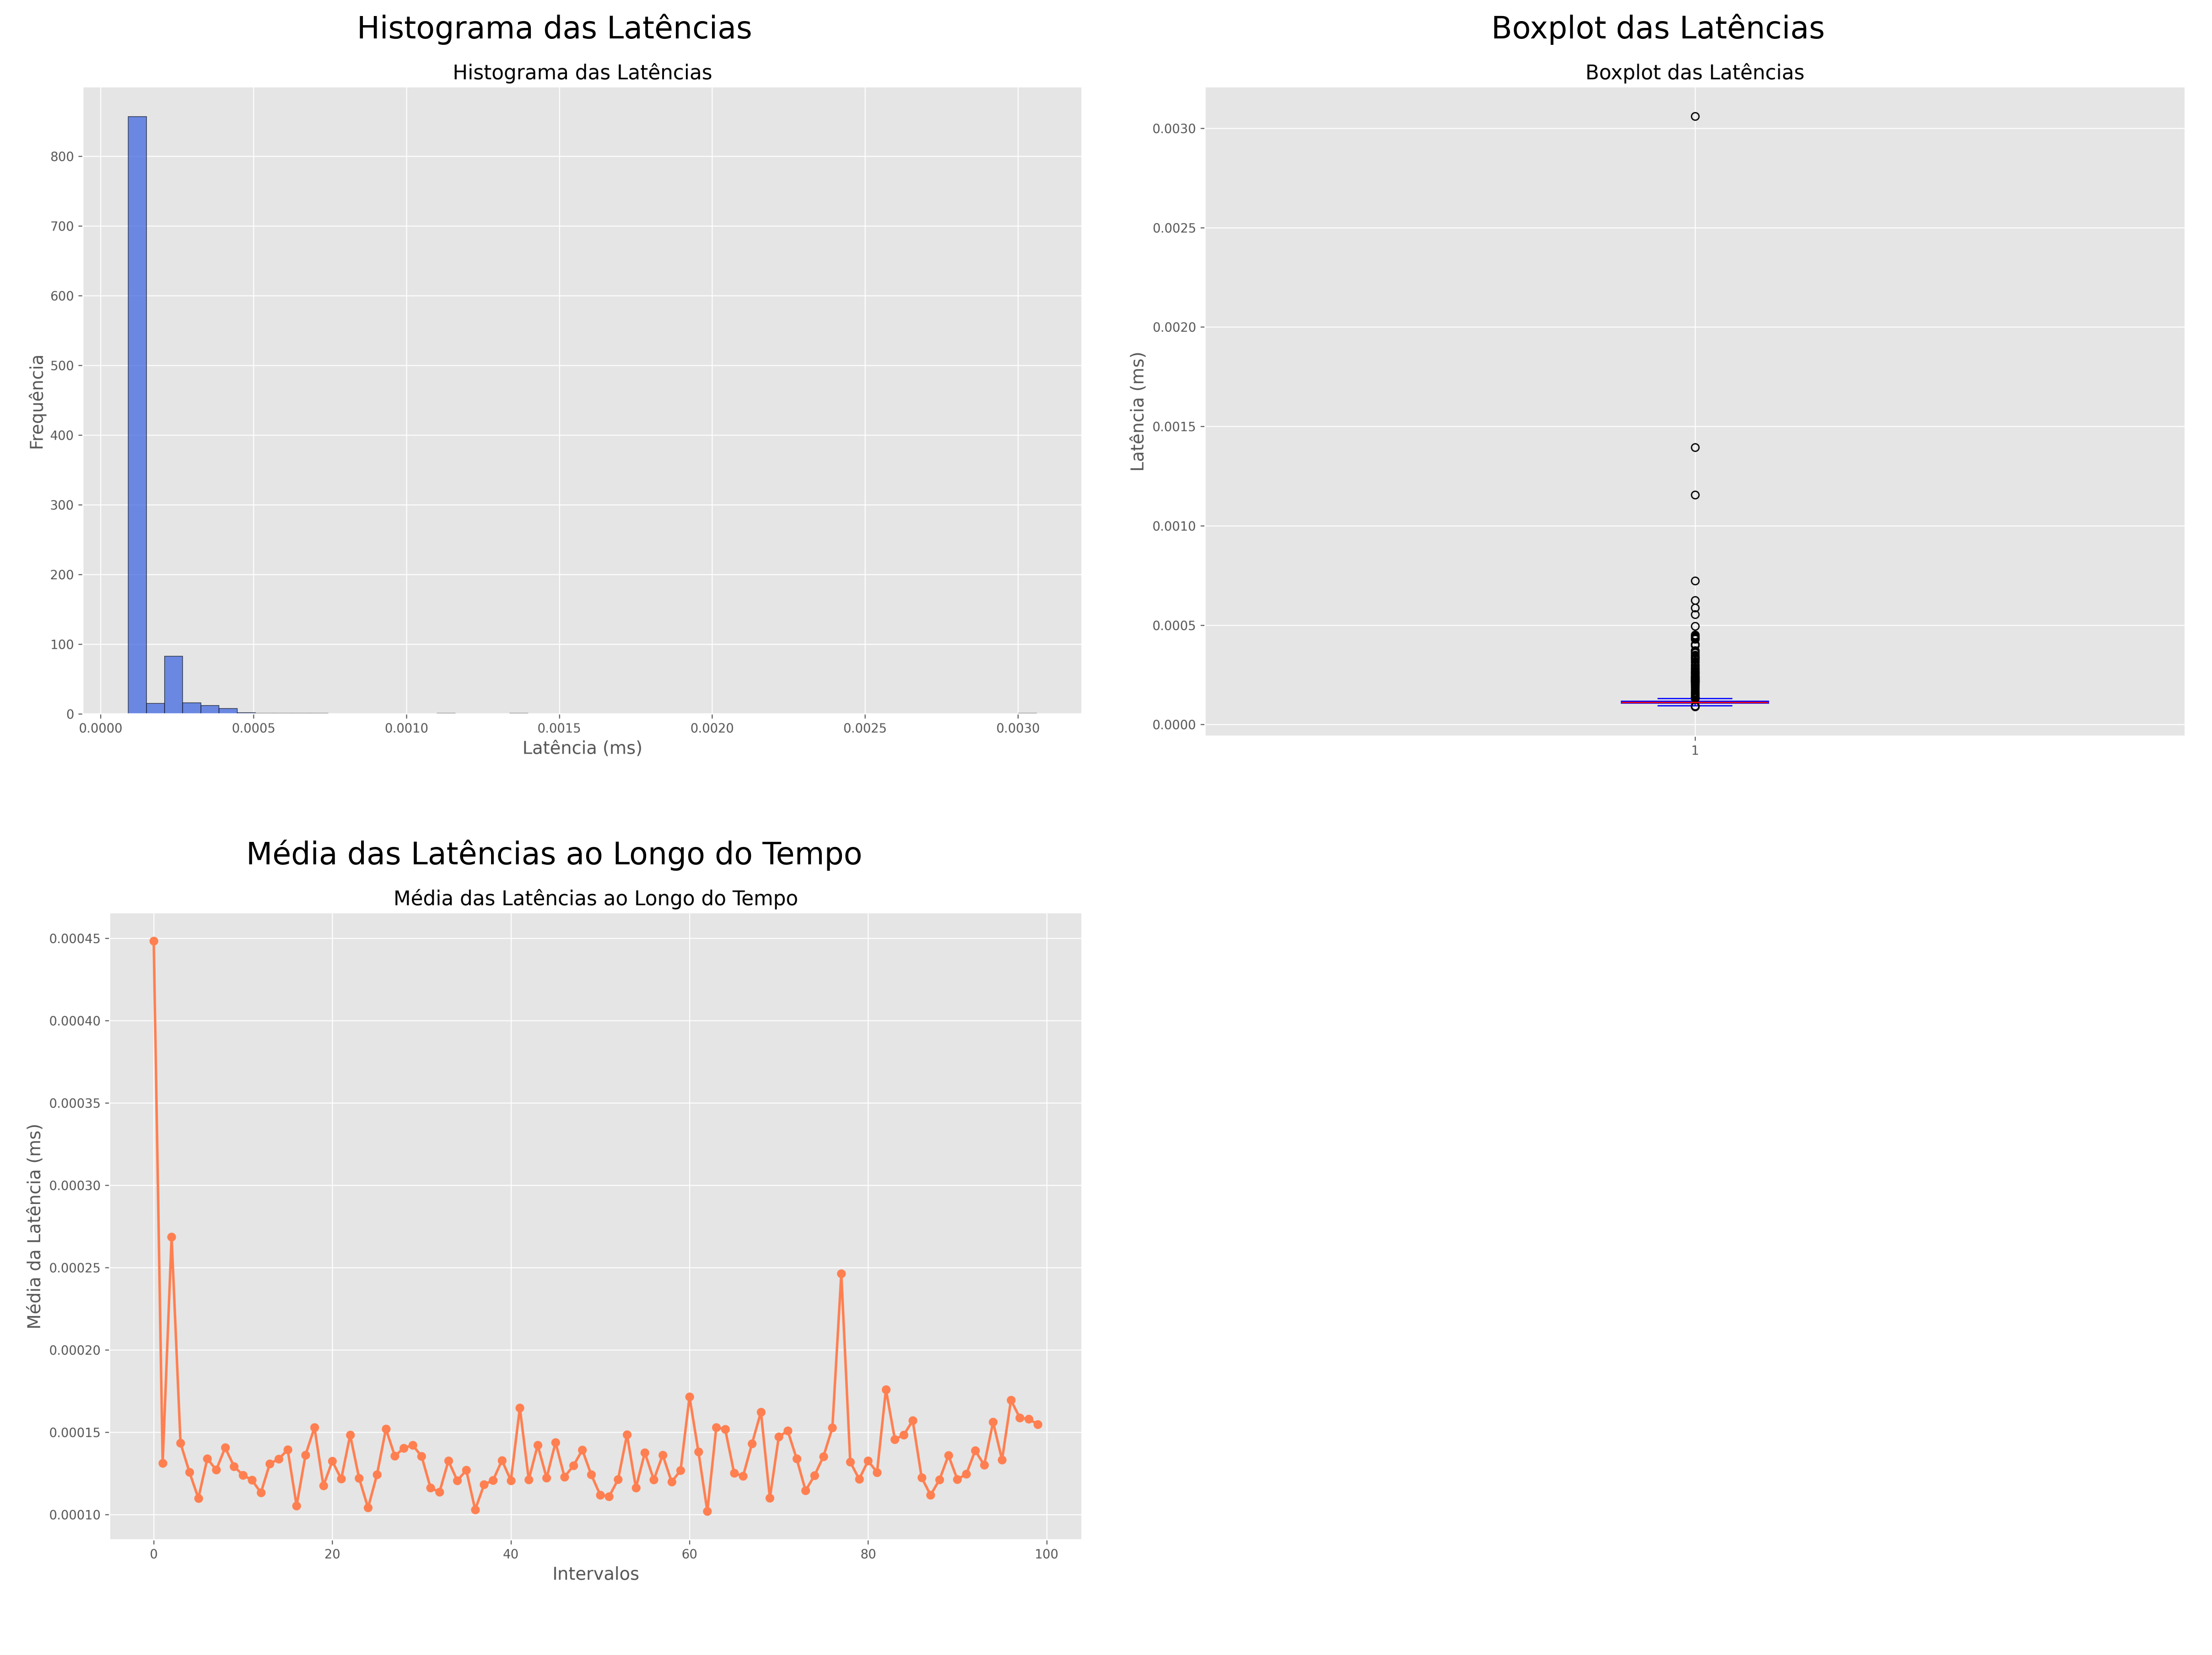 Histograma das Latências
Histograma das Latências
800
700
600
500
400
300
200
100
0
Frequência
0.0000 0.0005 0.0010 0.0015 0.0020 0.0025 0.0030
Latência (ms)
Boxplot das Latências
Boxplot das Latências
0.0030
0.0025
0.0020
0.0015
0.0010
0.0005
0.0000
Latência (ms)
1
Média das Latências ao Longo do Tempo
Média das Latências ao Longo do Tempo
0.00045
0.00040
0.00035
0.00030
0.00025
0.00020
0.00015
0.00010
Média da Latência (ms)
0 20 40 60 80 100
Intervalos